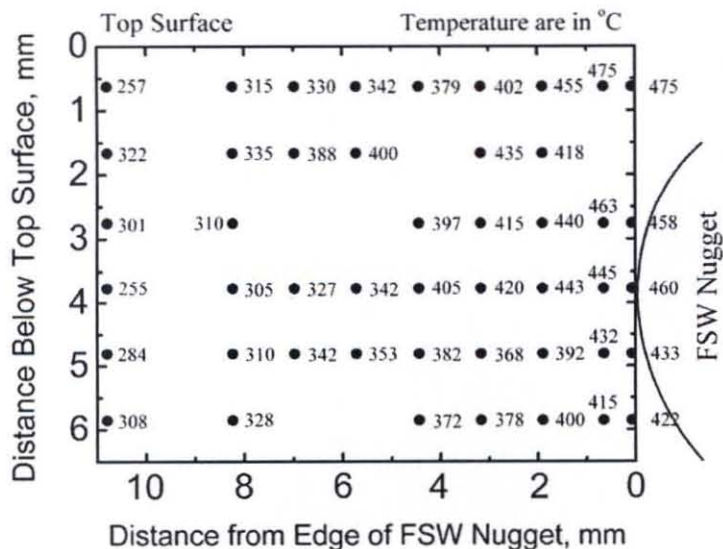 Top Surface Temperature are in °C
0
475
257 315 330 342 379 402 455 475
1
322 335 388 400 435 418
2
463
301 310 397 415 440 458
3
445
255 305 327 342 405 420 443 460
4
432
284 310 342 353 382 368 392 433
5
415
308 328 372 378 400 422
6
10 8 6 4 2 0
Distance from Edge of FSW Nugget, mm
Distance Below Top Surface, mm
FSW Nugget